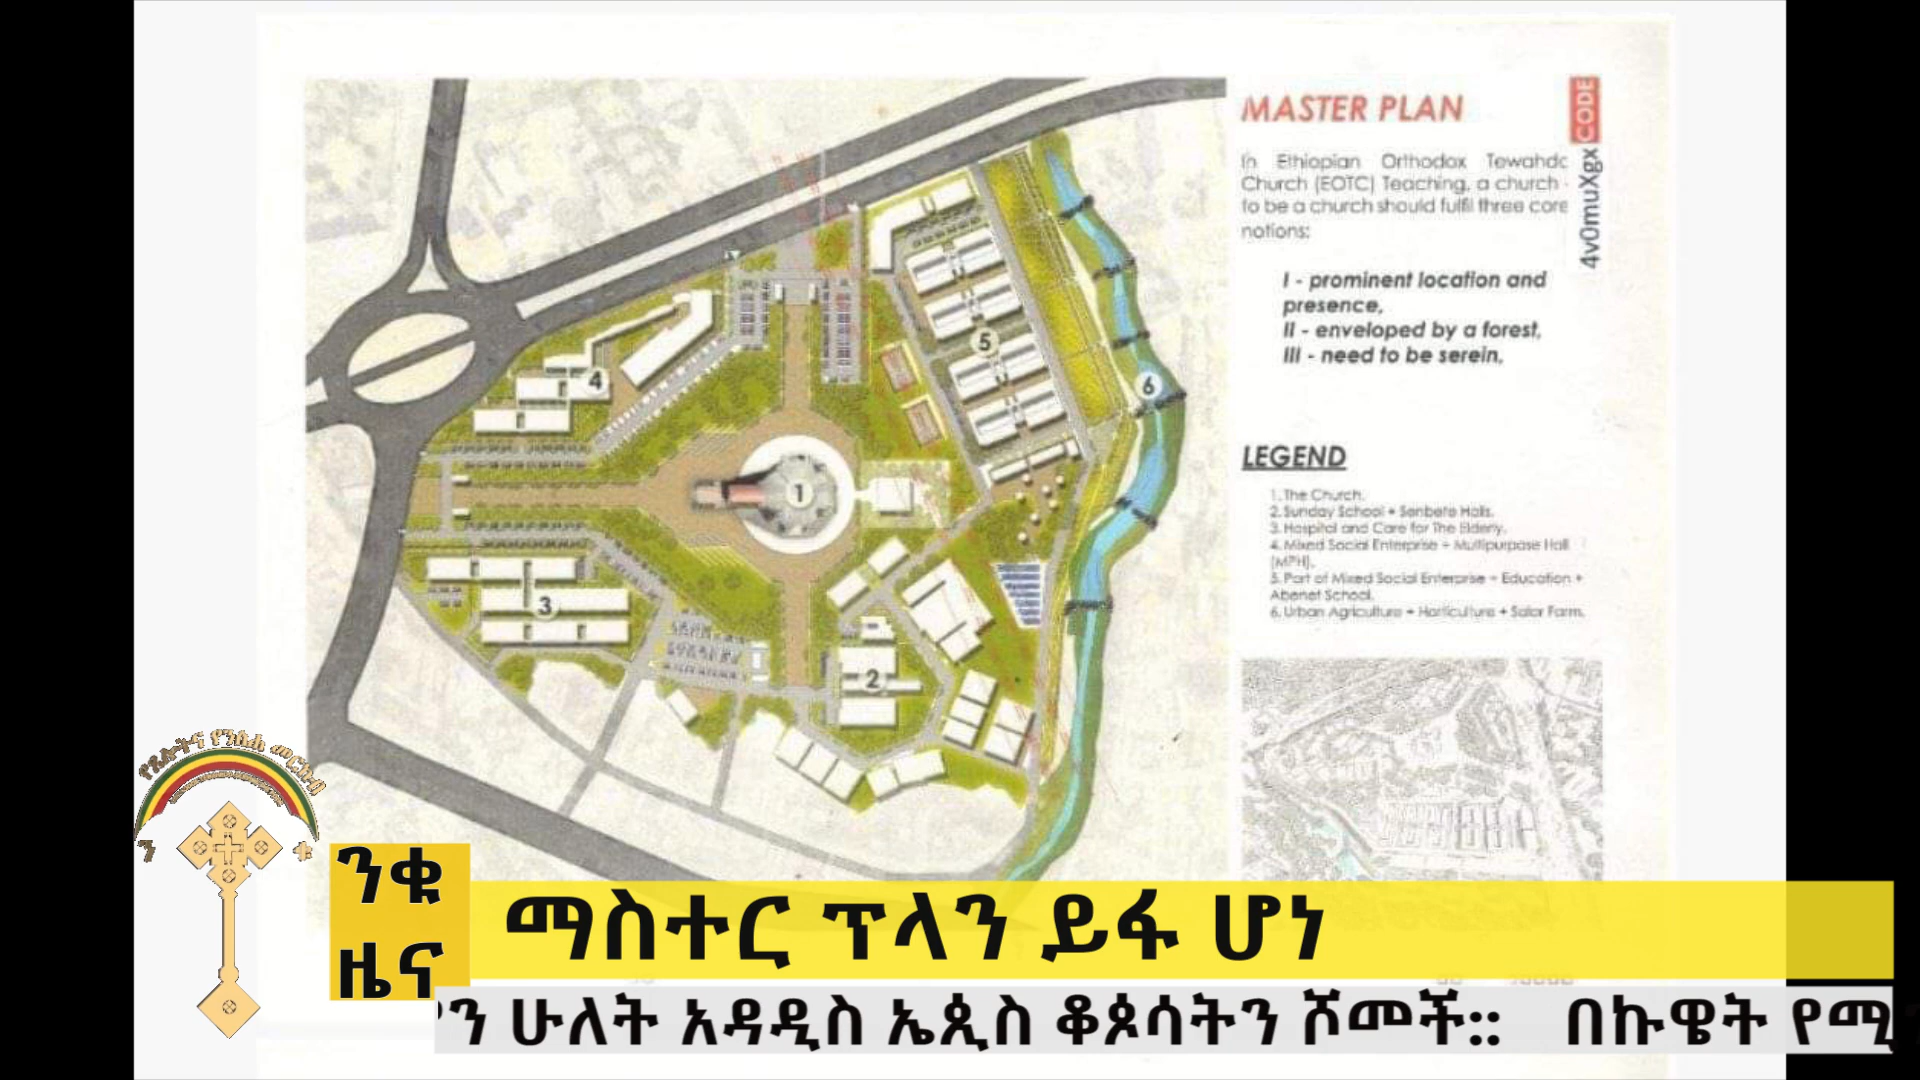 MASTER PLAN
CODE
4v0muXgx
In Ethiopian Orthodox Tewahdo
Church (EOTC) Teaching, a church
to be a church should fulfil three core
notions:
I - prominent location and
presence,
II - enveloped by a forest,
III - need to be serein,
LEGEND
1. The Church.
2. Sunday School + Senbete Halls.
3. Hospital and Care for The Elderly.
4. Mixed Social Enterprise + Multipurpose Hall
(MPH).
5. Part of Mixed Social Enterprise + Education +
Abenet School.
6. Urban Agriculture + Horticulture + Solar Farm.
1
2
3
4
5
6
ን
ቁ
ንቁ
ዜና
ማስተር ፕላን ይፋ ሆነ
ን ሁለት አዳዲስ ኤጲስ ቆጶሳትን ሾመች:: በኩዌት የሚ